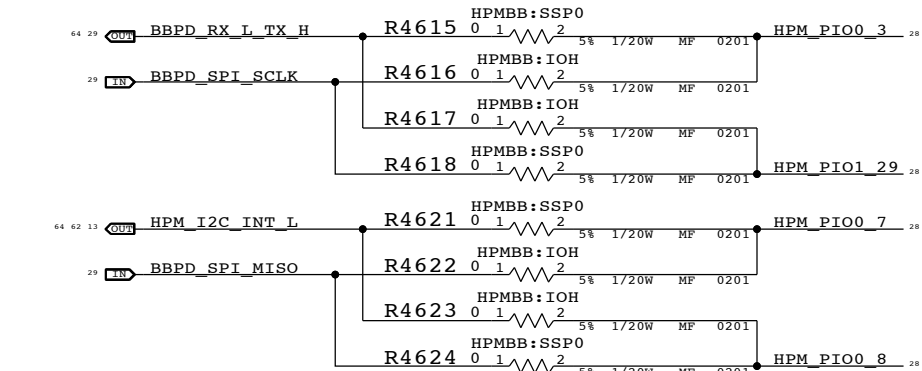 HPMBB:SSP0
64 29 OUT BBPD_RX_L_TX_H R4615 0 1 2 HPM_PIO0_3 28
5% 1/20W MF 0201
HPMBB:IOH
29 IN BBPD_SPI_SCLK R4616 0 1 2
5% 1/20W MF 0201
HPMBB:IOH
R4617 0 1 2
5% 1/20W MF 0201
HPMBB:SSP0
R4618 0 1 2 HPM_PIO1_29 28
5% 1/20W MF 0201
HPMBB:SSP0
64 62 13 OUT HPM_I2C_INT_L R4621 0 1 2 HPM_PIO0_7 28
5% 1/20W MF 0201
HPMBB:IOH
29 IN BBPD_SPI_MISO R4622 0 1 2
5% 1/20W MF 0201
HPMBB:IOH
R4623 0 1 2
5% 1/20W MF 0201
HPMBB:SSP0
R4624 0 1 2 HPM_PIO0_8 28
5% 1/20W MF 0201